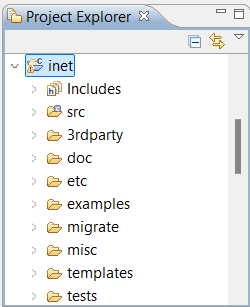 Project Explorer
inet
Includes
src
3rdparty
doc
etc
examples
migrate
misc
templates
tests